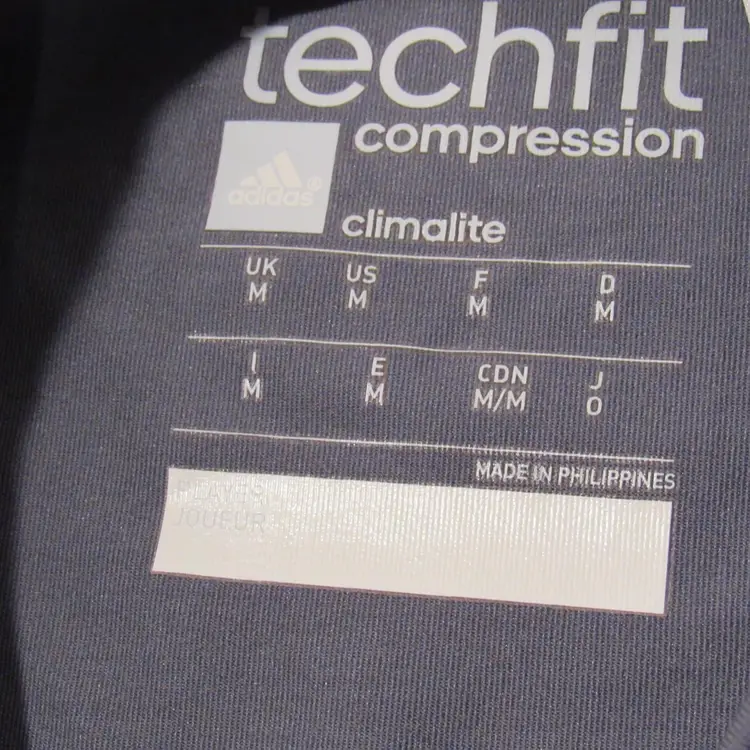 techfit
compression
adidas®
climalite
UK US F D
M M M M
I E CDN J
M M M/M O
MADE IN PHILIPPINES
PLAYER
JOUEUR